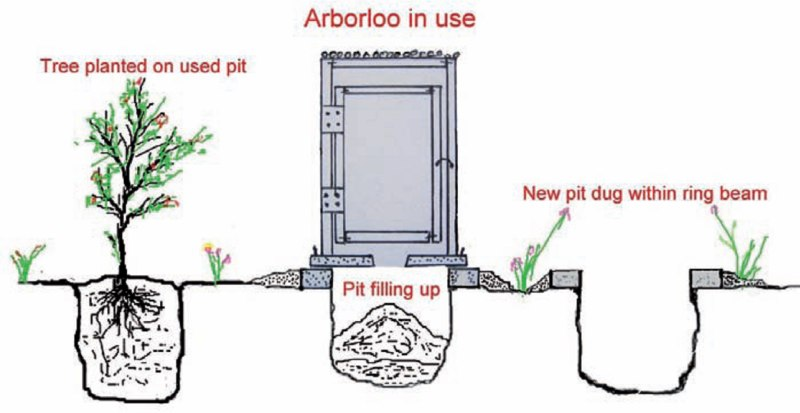 Arborloo in use
Tree planted on used pit
New pit dug within ring beam
Pit filling up